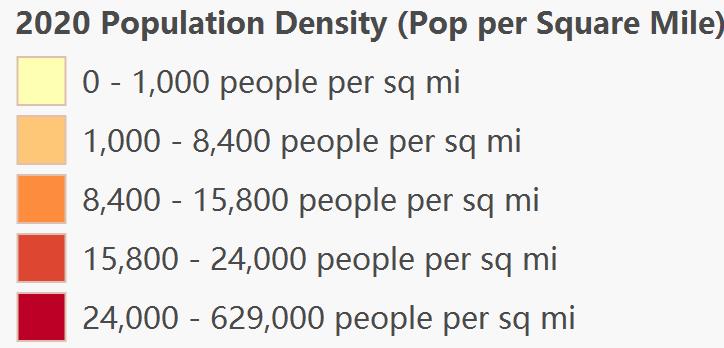 2020 Population Density (Pop per Square Mile)
0 - 1,000 people per sq mi
1,000 - 8,400 people per sq mi
8,400 - 15,800 people per sq mi
15,800 - 24,000 people per sq mi
24,000 - 629,000 people per sq mi